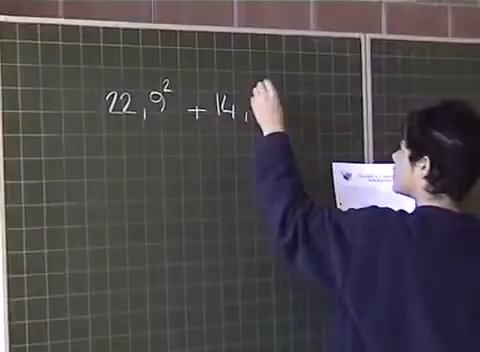 22,9² + 14,